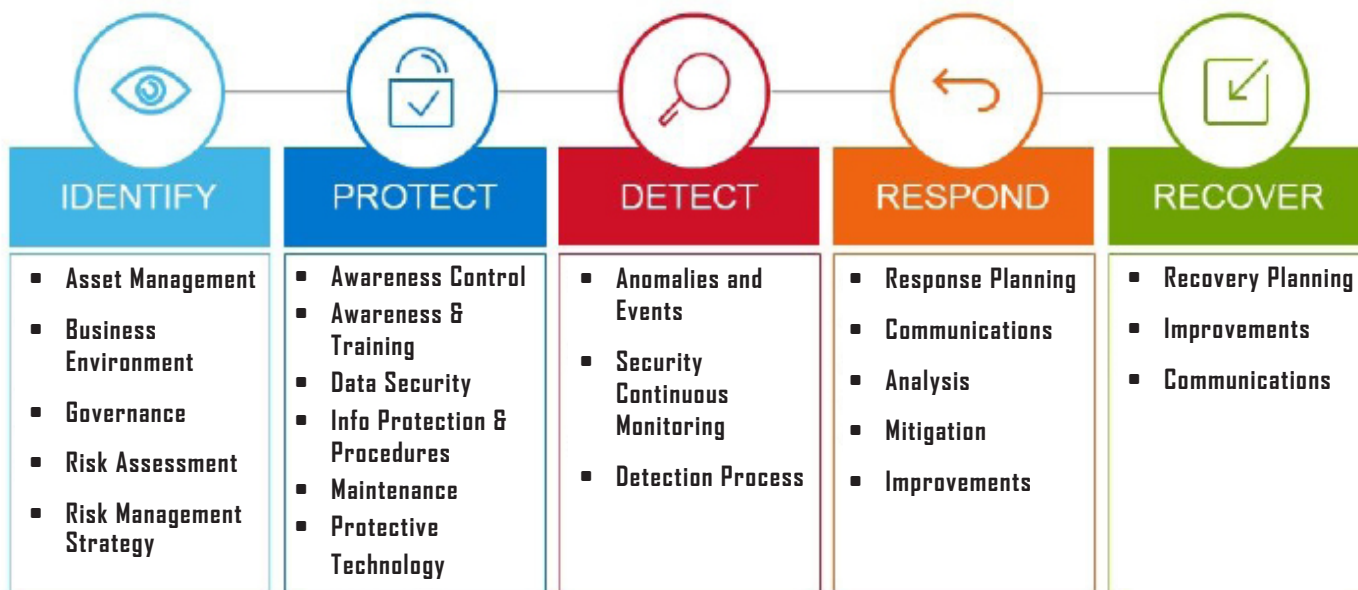 IDENTIFY
PROTECT
DETECT
RESPOND
RECOVER
▪ Asset Management
▪ Business
Environment
▪ Governance
▪ Risk Assessment
▪ Risk Management
Strategy
▪ Awareness Control
▪ Awareness &
Training
▪ Data Security
▪ Info Protection &
Procedures
▪ Maintenance
▪ Protective
Technology
▪ Anomalies and
Events
▪ Security
Continuous
Monitoring
▪ Detection Process
▪ Response Planning
▪ Communications
▪ Analysis
▪ Mitigation
▪ Improvements
▪ Recovery Planning
▪ Improvements
▪ Communications